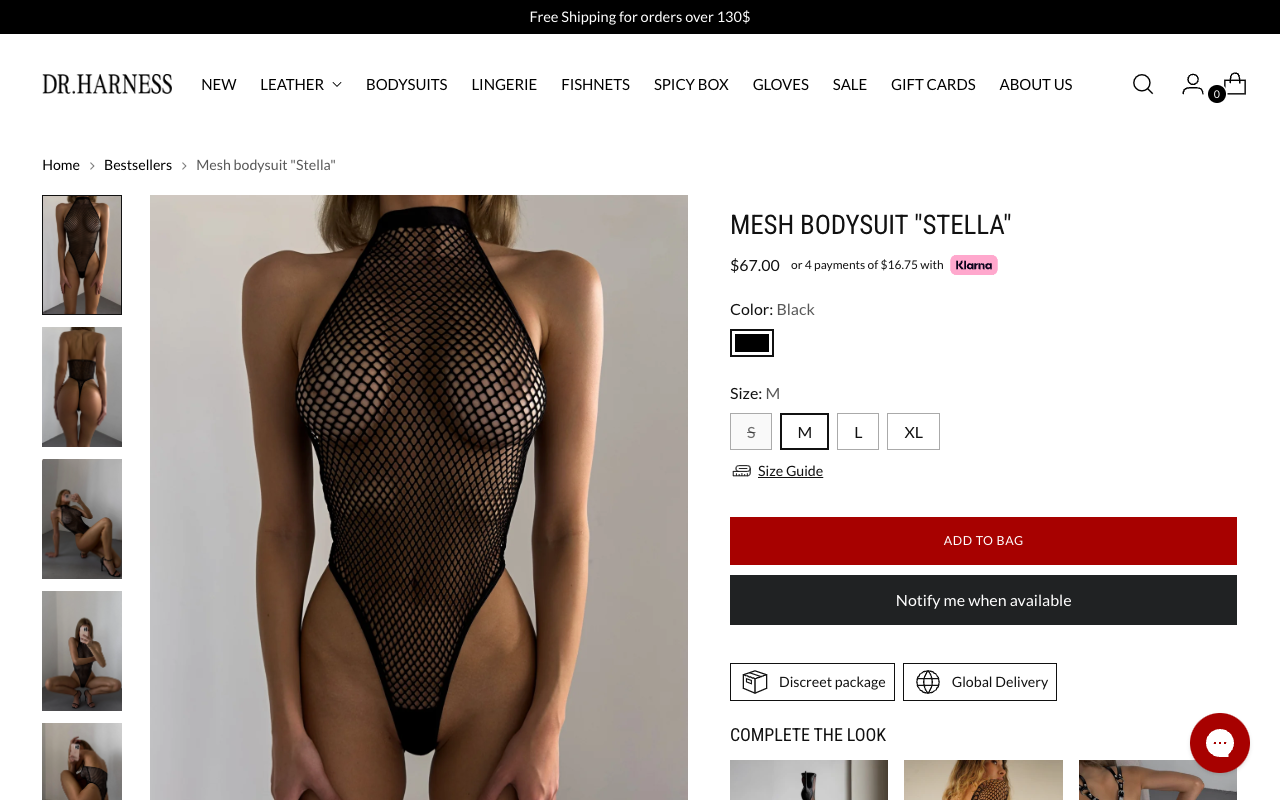 Free Shipping for orders over 130$
DR.HARNESS
NEW
LEATHER
BODYSUITS
LINGERIE
FISHNETS
SPICY BOX
GLOVES
SALE
GIFT CARDS
ABOUT US
0
Home > Bestsellers > Mesh bodysuit "Stella"
MESH BODYSUIT "STELLA"
$67.00 or 4 payments of $16.75 with Klarna
Color: Black
Size: M
S M L XL
Size Guide
ADD TO BAG
Notify me when available
Discreet package
Global Delivery
COMPLETE THE LOOK